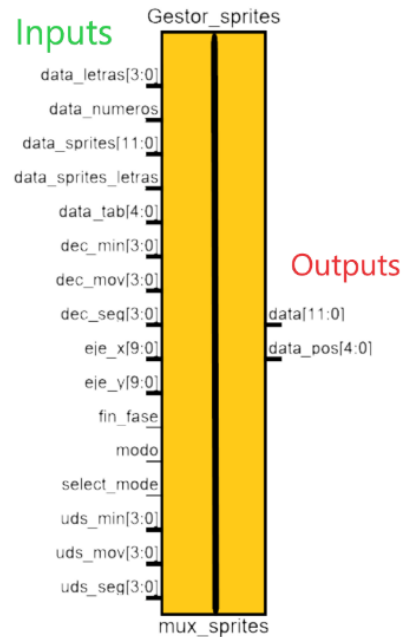 Gestor_sprites
Inputs
data_letras[3:0]
data_numeros
data_sprites[11:0]
data_sprites_letras
data_tab[4:0]
dec_min[3:0]
dec_mov[3:0]
dec_seg[3:0]
eje_x[9:0]
eje_y[9:0]
fin_fase
modo
select_mode
uds_min[3:0]
uds_mov[3:0]
uds_seg[3:0]
Outputs
data[11:0]
data_pos[4:0]
mux_sprites